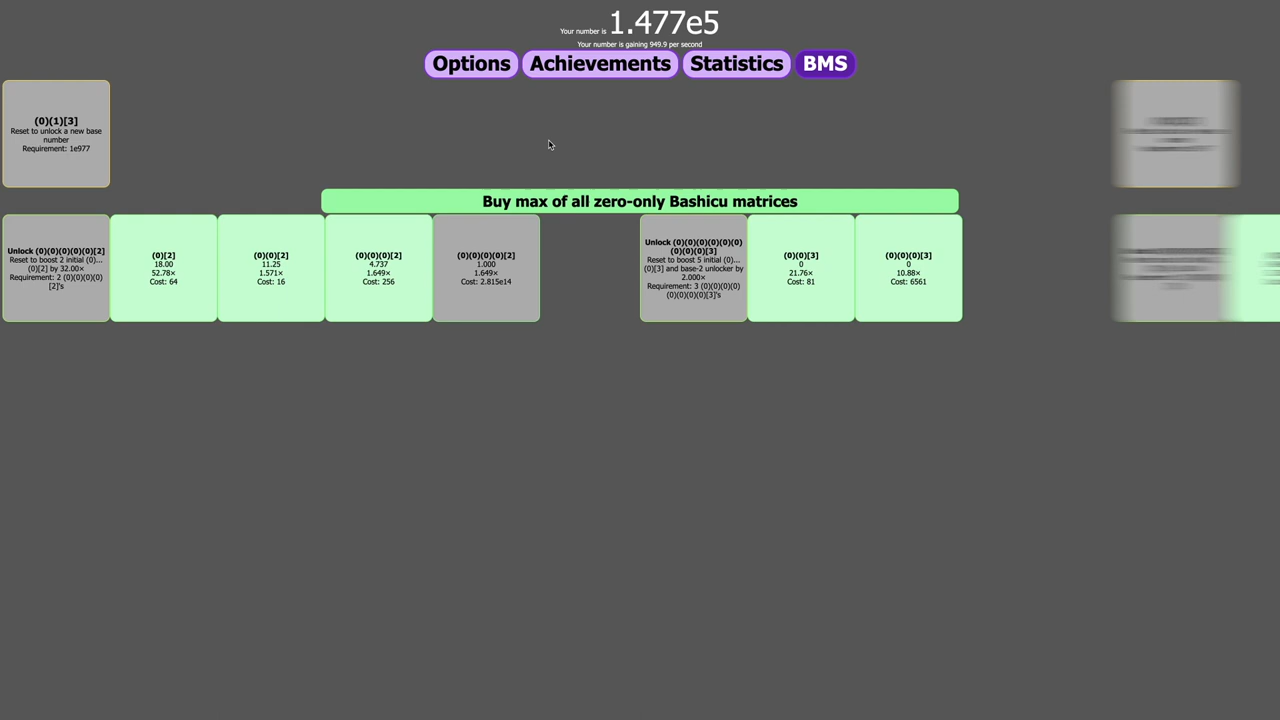 Your number is 1.477e5
Your number is gaining 949.9 per second
Options Achievements Statistics BMS
(0)(1)[3]
Reset to unlock a new base
number
Requirement: 1e977
Buy max of all zero-only Bashicu matrices
Unlock (0)(0)(0)(0)(0)[2]
Reset to boost 2 initial (0)...
(0)[2] by 32.00×
Requirement: 2 (0)(0)(0)(0)
[2]'s
(0)[2]
18.00
52.78×
Cost: 64
(0)(0)[2]
11.25
1.571×
Cost: 16
(0)(0)(0)[2]
4.737
1.649×
Cost: 256
(0)(0)(0)(0)[2]
1.000
1.649×
Cost: 2.815e14
Unlock (0)(0)(0)(0)(0)(0)
(0)(0)(0)[3]
Reset to boost 5 initial (0)...
(0)[3] and base-2 unlocker by
2.000×
Requirement: 3 (0)(0)(0)(0)
(0)(0)(0)(0)[3]'s
(0)(0)[3]
0
21.76×
Cost: 81
(0)(0)(0)[3]
0
10.88×
Cost: 6561